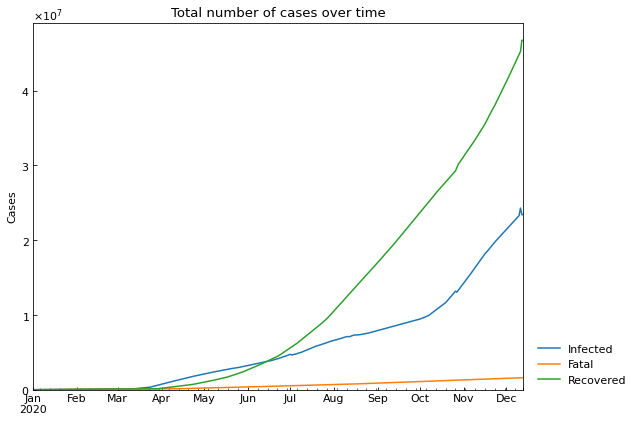 Total number of cases over time
×10⁷
4
3
2
1
0
Cases
Jan Feb Mar Apr May Jun Jul Aug Sep Oct Nov Dec
2020
Infected
Fatal
Recovered